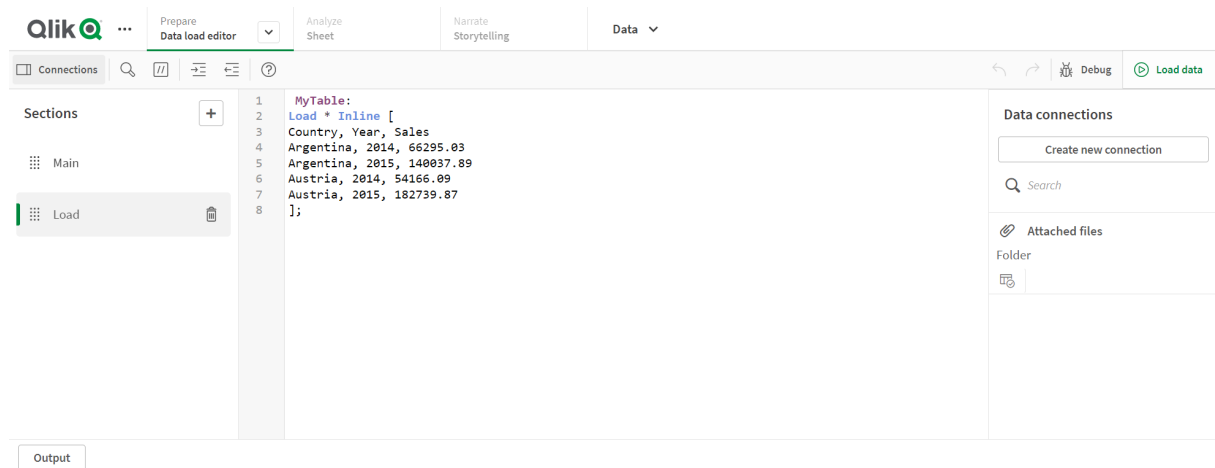 Qlik
Prepare
Data load editor
Analyze
Sheet
Narrate
Storytelling
Data
Connections
Debug
Load data
Sections
Main
Load
1 MyTable:
2 Load * Inline [
3 Country, Year, Sales
4 Argentina, 2014, 66295.03
5 Argentina, 2015, 140037.89
6 Austria, 2014, 54166.09
7 Austria, 2015, 182739.87
8 ];
Data connections
Create new connection
Search
Attached files
Folder
Output